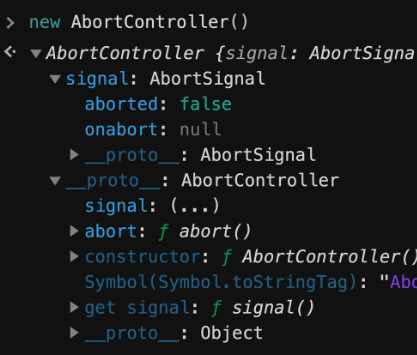 new AbortController()
AbortController {signal: AbortSigna
signal: AbortSignal
aborted: false
onabort: null
__proto__: AbortSignal
__proto__: AbortController
signal: (...)
abort: ƒ abort()
constructor: ƒ AbortController()
Symbol(Symbol.toStringTag): "Abo
get signal: ƒ signal()
__proto__: Object